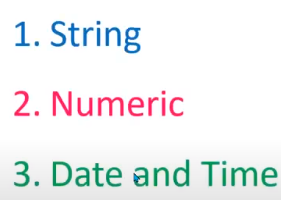 1. String
2. Numeric
3. Date and Time